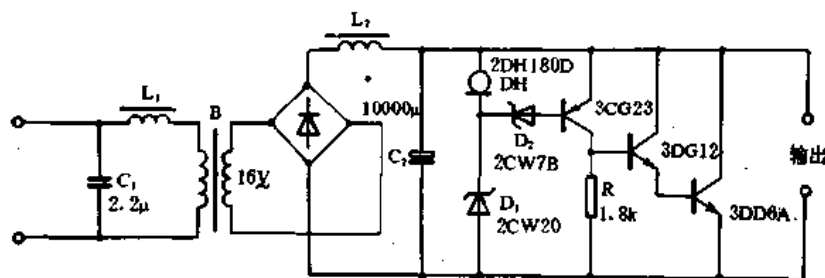 L₂
2DH180D
DH
10000μ
3CG23
L₁
B
D₂
2CW7B
3DG12
输出
C₁
2.2μ
16V
C₂
D₁
2CW20
R
1.8k
3DD6A